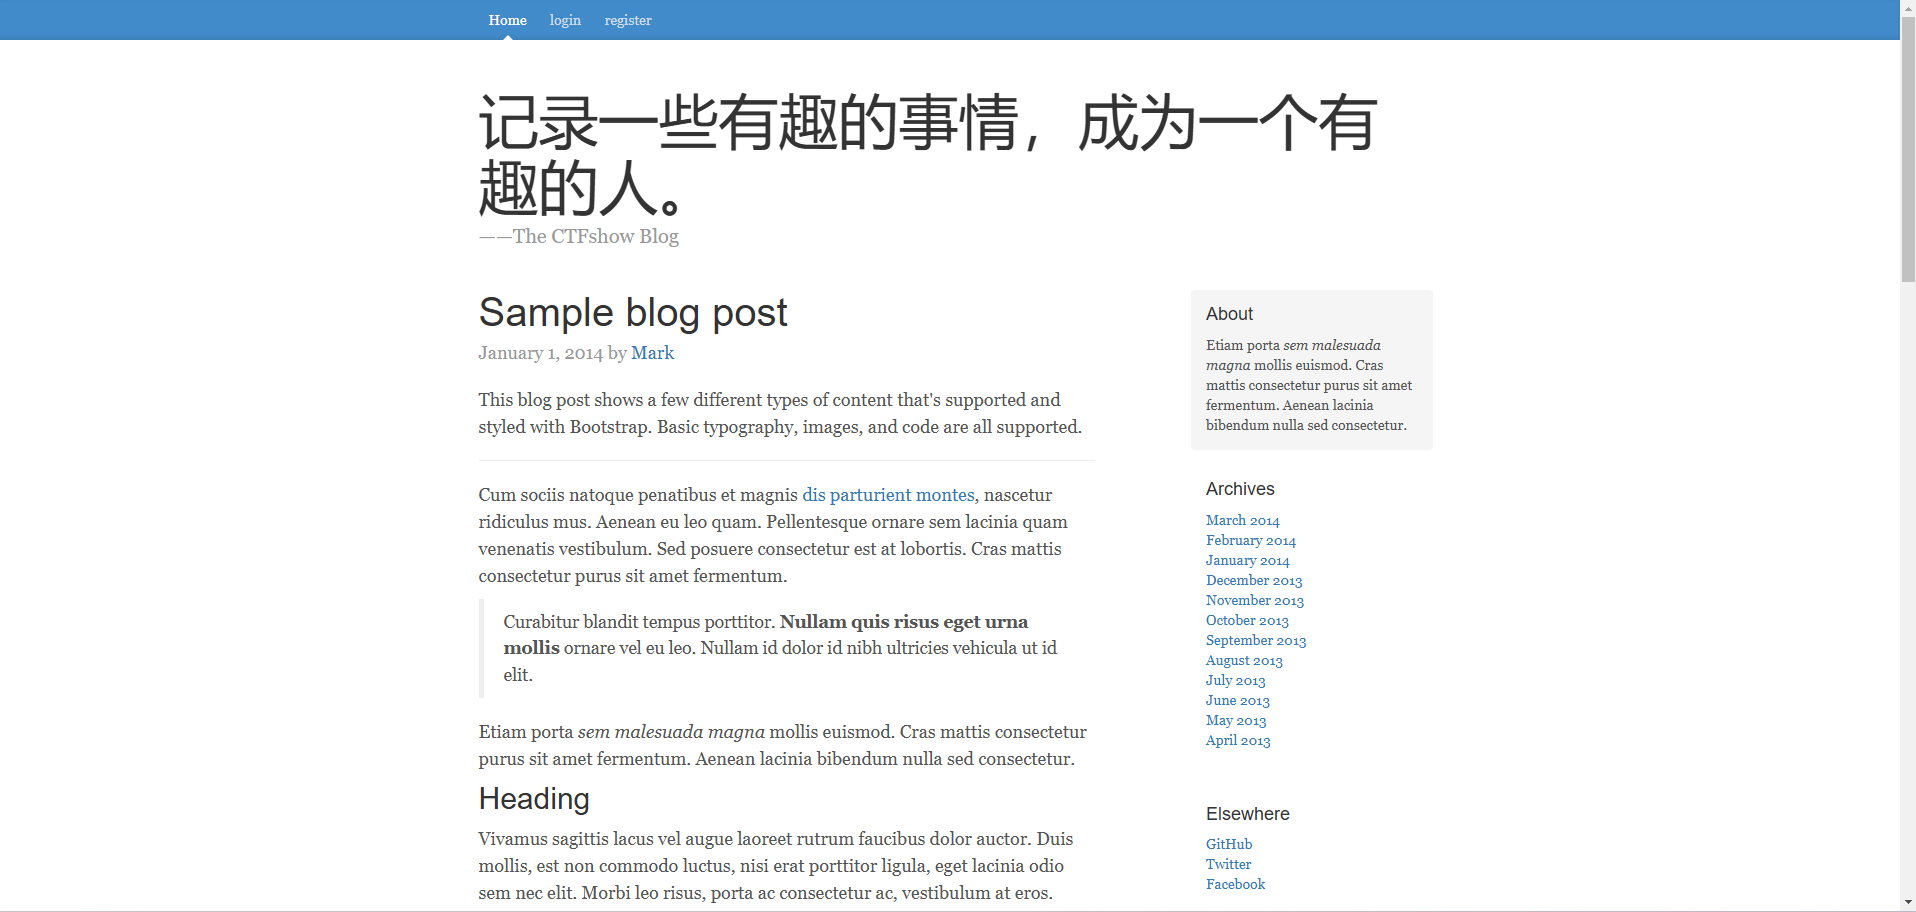 Home login register
记录一些有趣的事情，成为一个有
趣的人。
——The CTFshow Blog
Sample blog post
January 1, 2014 by Mark
This blog post shows a few different types of content that's supported and
styled with Bootstrap. Basic typography, images, and code are all supported.
Cum sociis natoque penatibus et magnis dis parturient montes, nascetur
ridiculus mus. Aenean eu leo quam. Pellentesque ornare sem lacinia quam
venenatis vestibulum. Sed posuere consectetur est at lobortis. Cras mattis
consectetur purus sit amet fermentum.
Curabitur blandit tempus porttitor. Nullam quis risus eget urna
mollis ornare vel eu leo. Nullam id dolor id nibh ultricies vehicula ut id
elit.
Etiam porta sem malesuada magna mollis euismod. Cras mattis consectetur
purus sit amet fermentum. Aenean lacinia bibendum nulla sed consectetur.
Heading
Vivamus sagittis lacus vel augue laoreet rutrum faucibus dolor auctor. Duis
mollis, est non commodo luctus, nisi erat porttitor ligula, eget lacinia odio
sem nec elit. Morbi leo risus, porta ac consectetur ac, vestibulum at eros.
About
Etiam porta sem malesuada
magna mollis euismod. Cras
mattis consectetur purus sit amet
fermentum. Aenean lacinia
bibendum nulla sed consectetur.
Archives
March 2014
February 2014
January 2014
December 2013
November 2013
October 2013
September 2013
August 2013
July 2013
June 2013
May 2013
April 2013
Elsewhere
GitHub
Twitter
Facebook